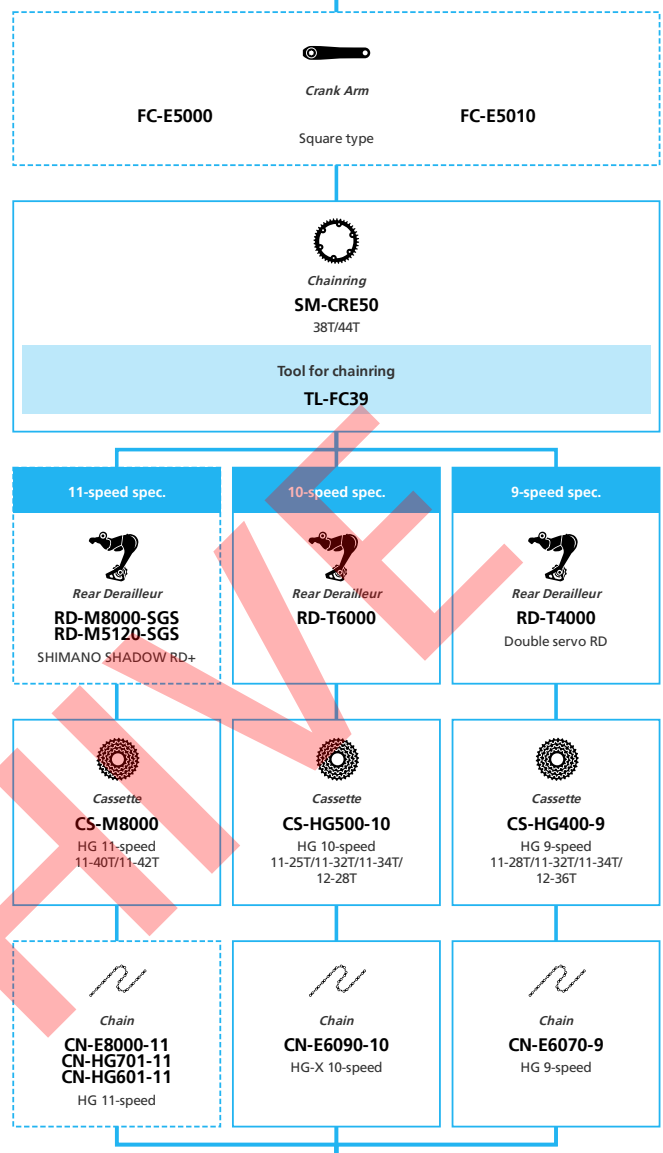 Crank Arm
FC-E5000
FC-E5010
Square type
Chainring
SM-CRE50
38T/44T
Tool for chainring
TL-FC39
11-speed spec.
Rear Derailleur
RD-M8000-SGS
RD-M5120-SGS
SHIMANO SHADOW RD+
10-speed spec.
Rear Derailleur
RD-T6000
9-speed spec.
Rear Derailleur
RD-T4000
Double servo RD
Cassette
CS-M8000
HG 11-speed
11-40T/11-42T
Cassette
CS-HG500-10
HG 10-speed
11-25T/11-32T/11-34T/
12-28T
Cassette
CS-HG400-9
HG 9-speed
11-28T/11-32T/11-34T/
12-36T
Chain
CN-E8000-11
CN-HG701-11
CN-HG601-11
HG 11-speed
Chain
CN-E6090-10
HG-X 10-speed
Chain
CN-E6070-9
HG 9-speed
HIVE